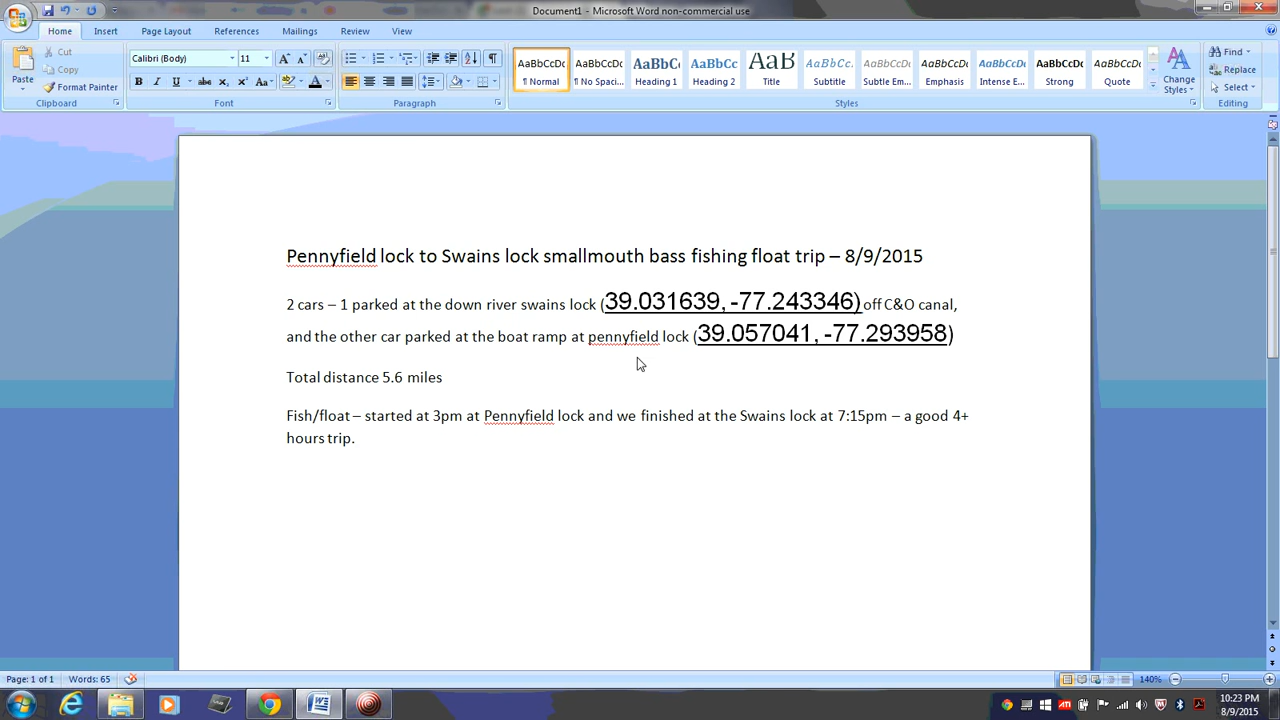 Document1 - Microsoft Word non-commercial use
Home Insert Page Layout References Mailings Review View
Paste
Cut
Copy
Format Painter
Clipboard
Calibri (Body) 11
B I U abe X₂ X² Aa
Font
Paragraph
AaBbCcDc AaBbCcDc AaBbC AaBbCc AaB AaBbCc. AaBbCcDc AaBbCcDc AaBbCcDc AaBbCcDc AaBbCcDc
¶ Normal ¶ No Spaci... Heading 1 Heading 2 Title Subtitle Subtle Em... Emphasis Intense E... Strong Quote
Change Styles
Styles
Find
Replace
Select
Editing
Pennyfield lock to Swains lock smallmouth bass fishing float trip – 8/9/2015
2 cars – 1 parked at the down river swains lock (39.031639, -77.243346) off C&O canal,
and the other car parked at the boat ramp at pennyfield lock (39.057041, -77.293958)
Total distance 5.6 miles
Fish/float – started at 3pm at Pennyfield lock and we finished at the Swains lock at 7:15pm – a good 4+
hours trip.
Page: 1 of 1 Words: 65 140%
10:23 PM
8/9/2015